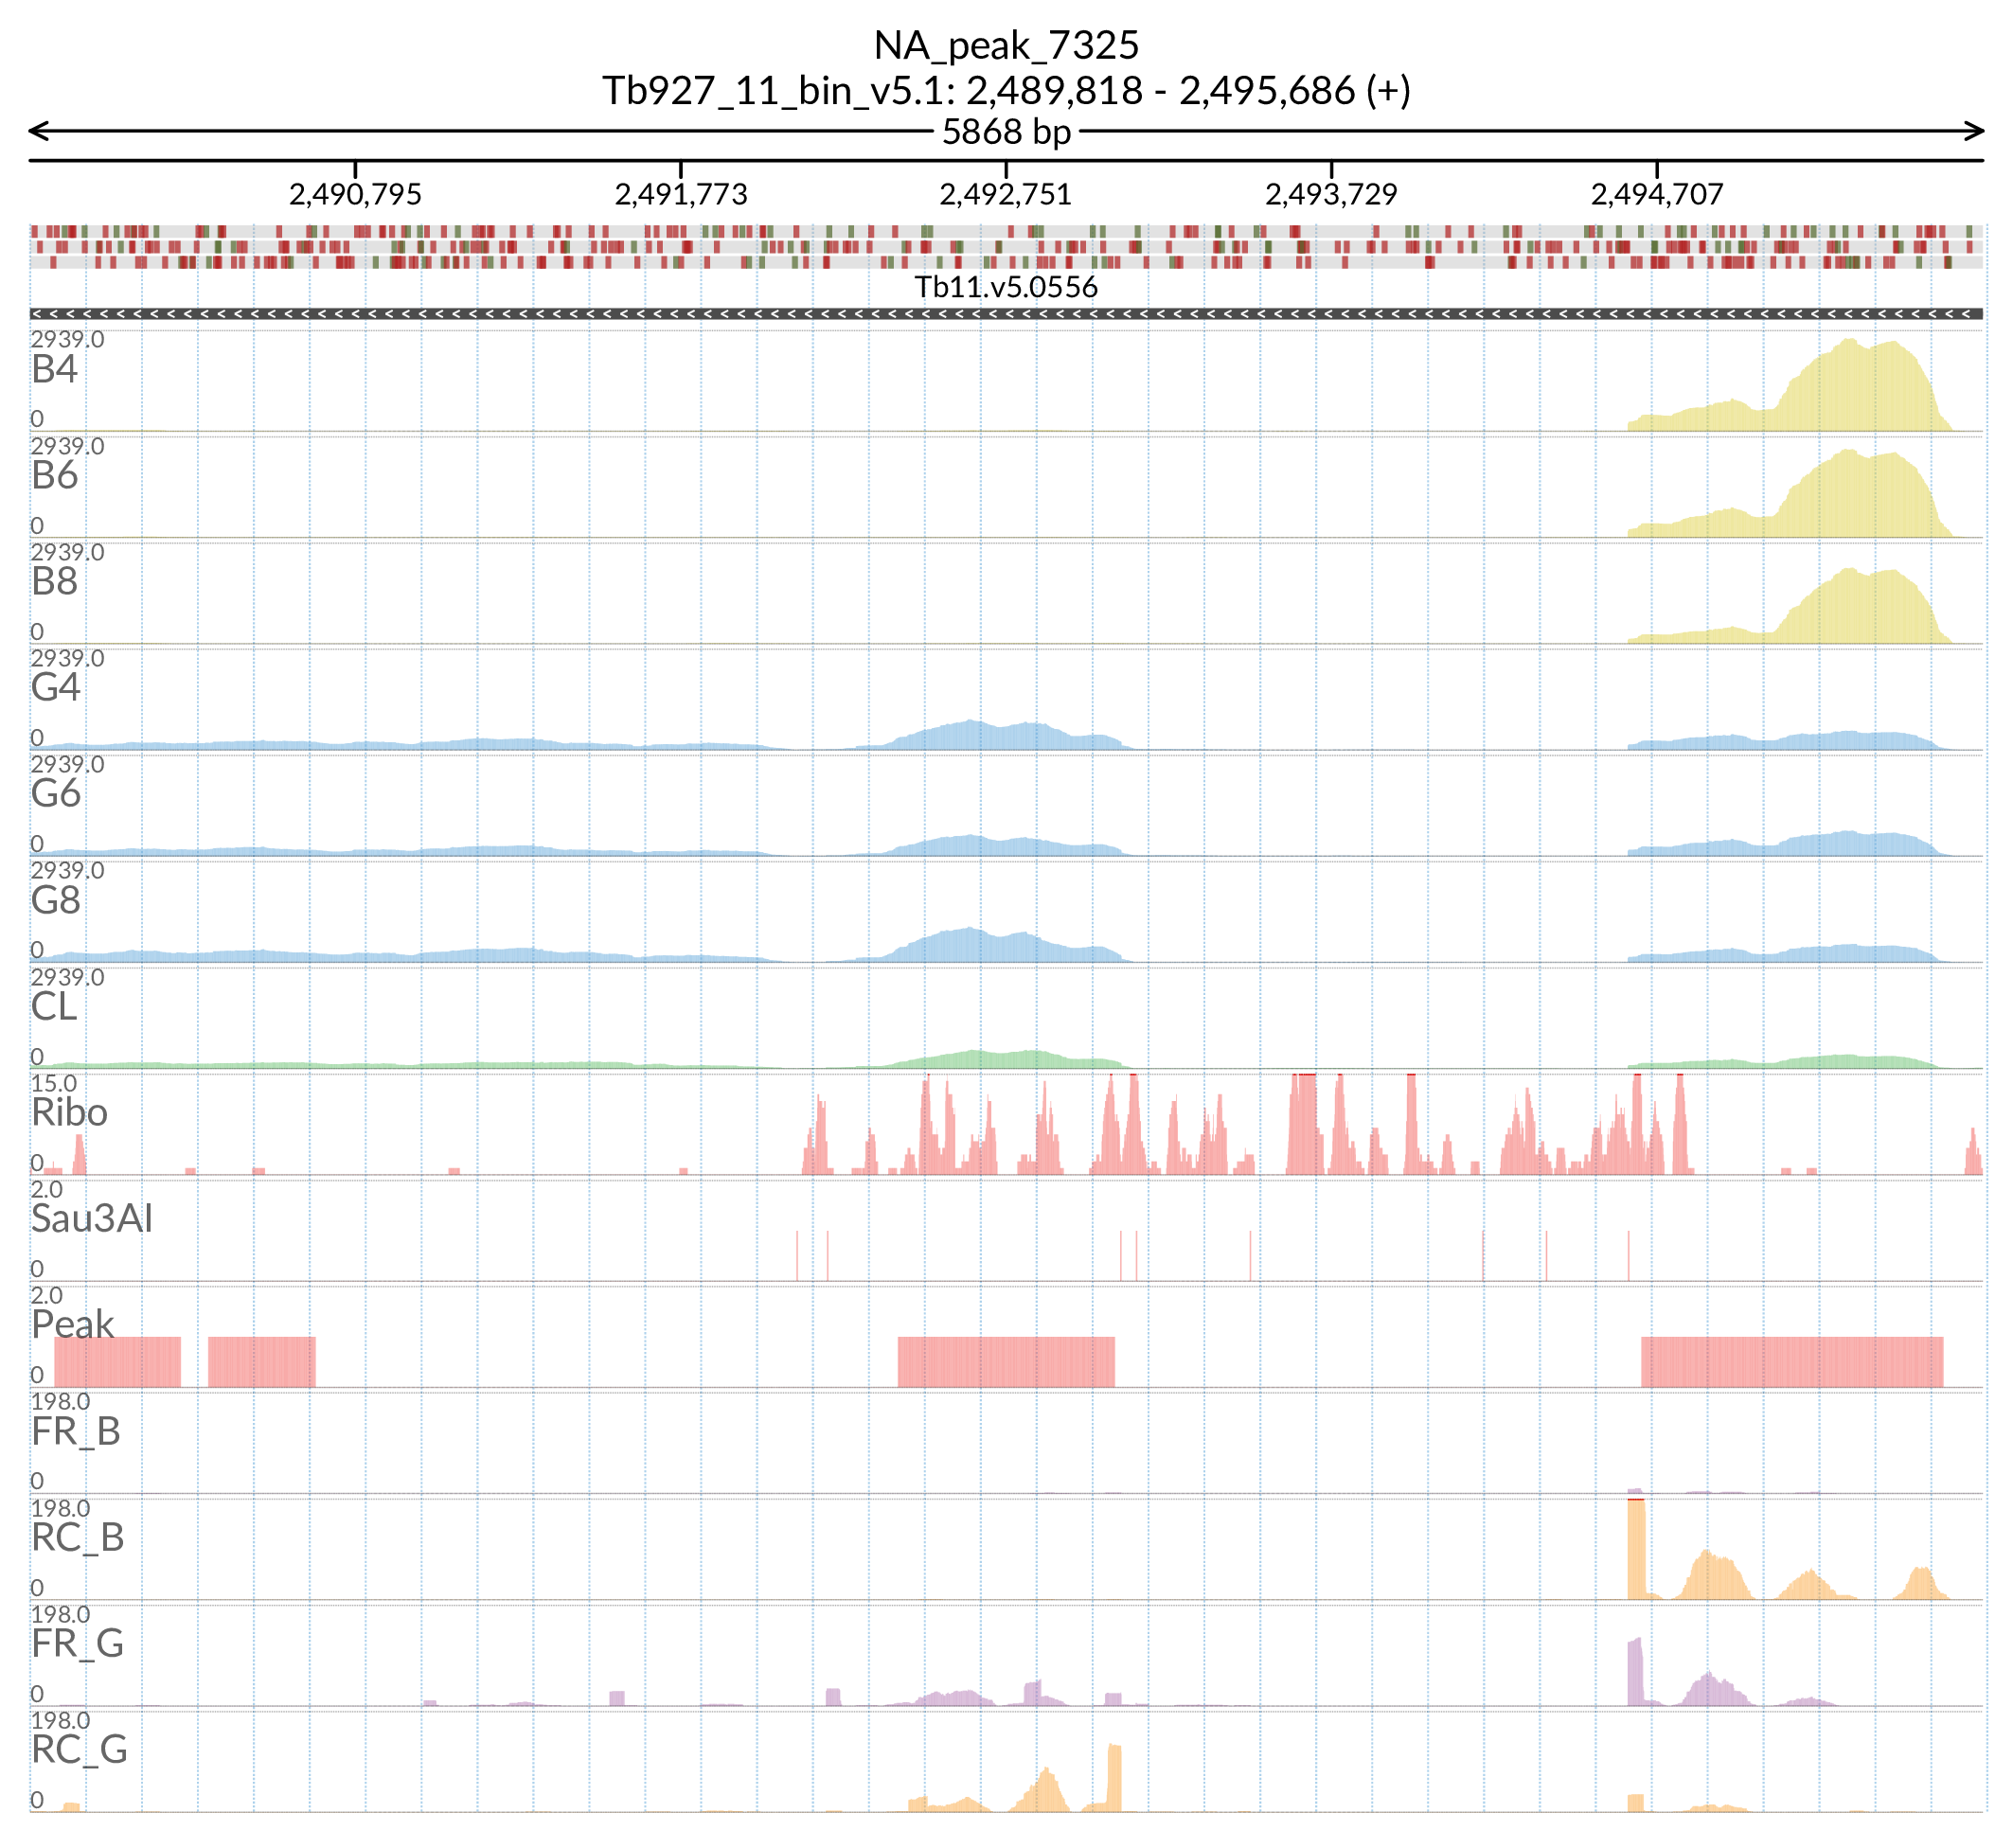 NA_peak_7325
Tb927_11_bin_v5.1: 2,489,818 - 2,495,686 (+)
5868 bp
2,490,795 2,491,773 2,492,751 2,493,729 2,494,707
Tb11.v5.0556
2939.0
B4
0
2939.0
B6
0
2939.0
B8
0
2939.0
G4
0
2939.0
G6
0
2939.0
G8
0
2939.0
CL
0
15.0
Ribo
0
2.0
Sau3AI
0
2.0
Peak
0
198.0
FR_B
0
198.0
RC_B
0
198.0
FR_G
0
198.0
RC_G
0